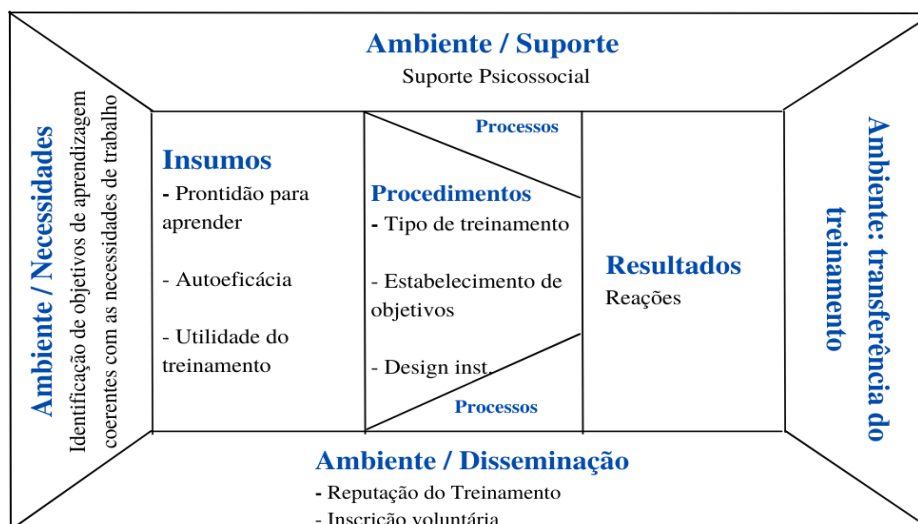 Ambiente / Suporte
Suporte Psicossocial
Ambiente / Necessidades
Identificação de objetivos de aprendizagem
coerentes com as necessidades de trabalho
Insumos
- Prontidão para
aprender
- Autoeficácia
- Utilidade do
treinamento
Processos
Procedimentos
- Tipo de treinamento
- Estabelecimento de
objetivos
- Design inst.
Processos
Resultados
Reações
Ambiente: transferência do
treinamento
Ambiente / Disseminação
- Reputação do Treinamento
- Inscrição voluntária